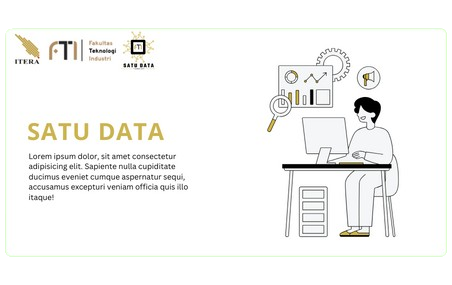 ITERA
FTI
Fakultas
Teknologi
Industri
SATU DATA
SATU DATA
Lorem ipsum dolor, sit amet consectetur
adipisicing elit. Sapiente nulla cupiditate
ducimus eveniet cumque aspernatur sequi,
accusamus excepturi veniam officia quis illo
itaque!